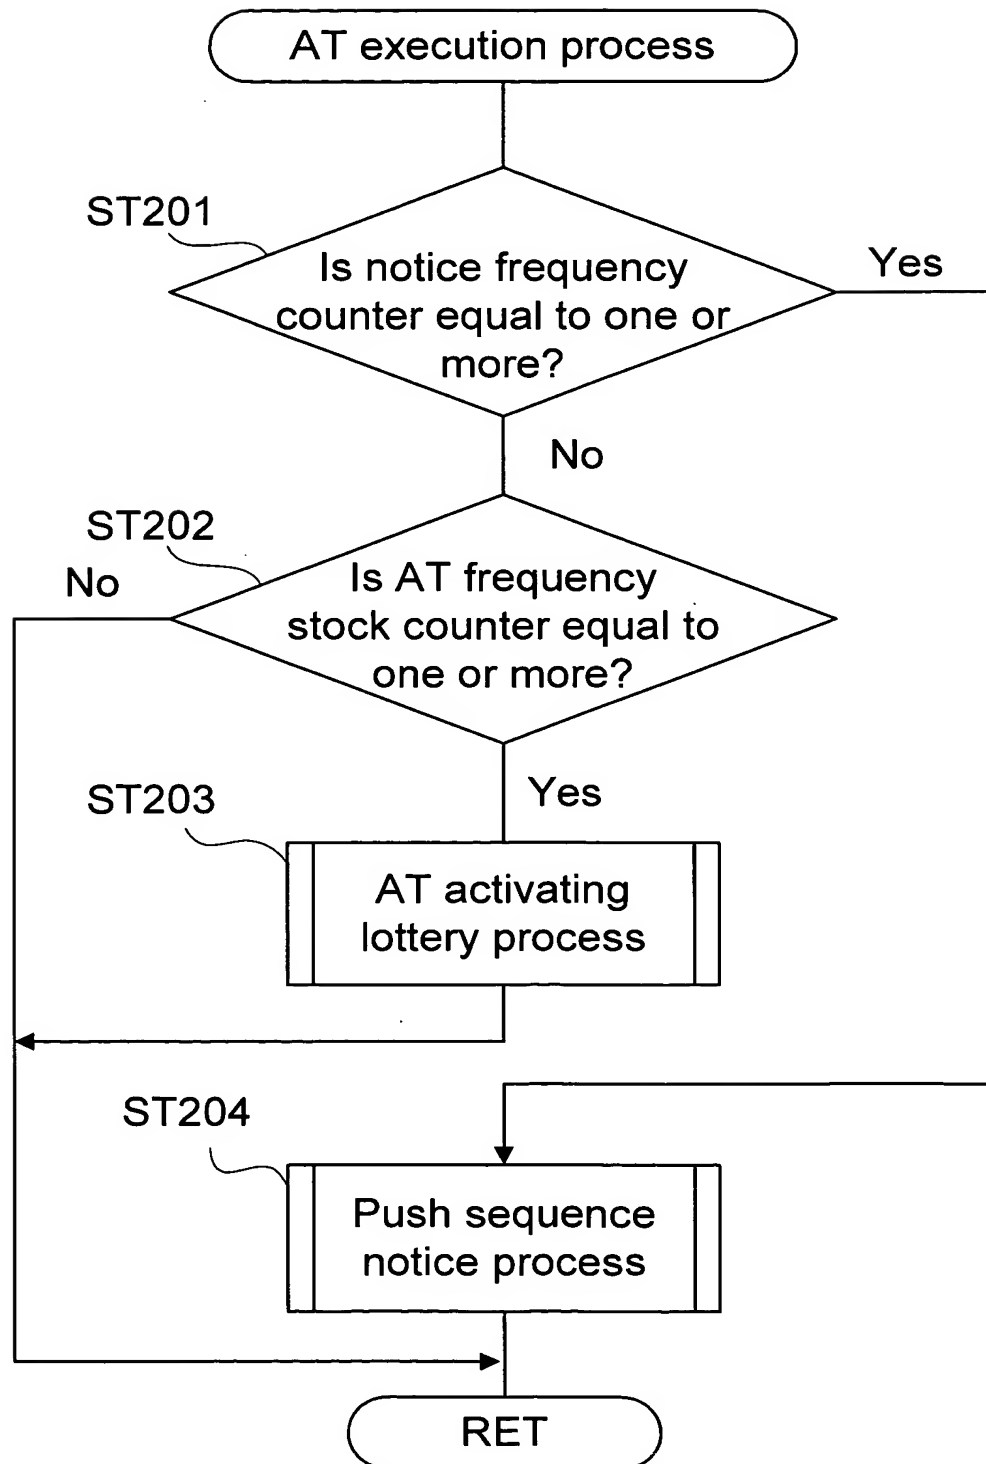 AT execution process
ST201
Is notice frequency
counter equal to one or
more?
Yes
No
ST202
No
Is AT frequency
stock counter equal to
one or more?
Yes
ST203
AT activating
lottery process
ST204
Push sequence
notice process
RET